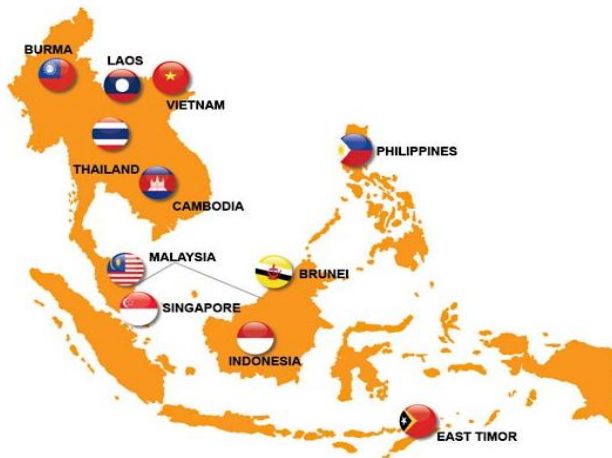 BURMA
LAOS
VIETNAM
THAILAND
CAMBODIA
PHILIPPINES
MALAYSIA
BRUNEI
SINGAPORE
INDONESIA
EAST TIMOR